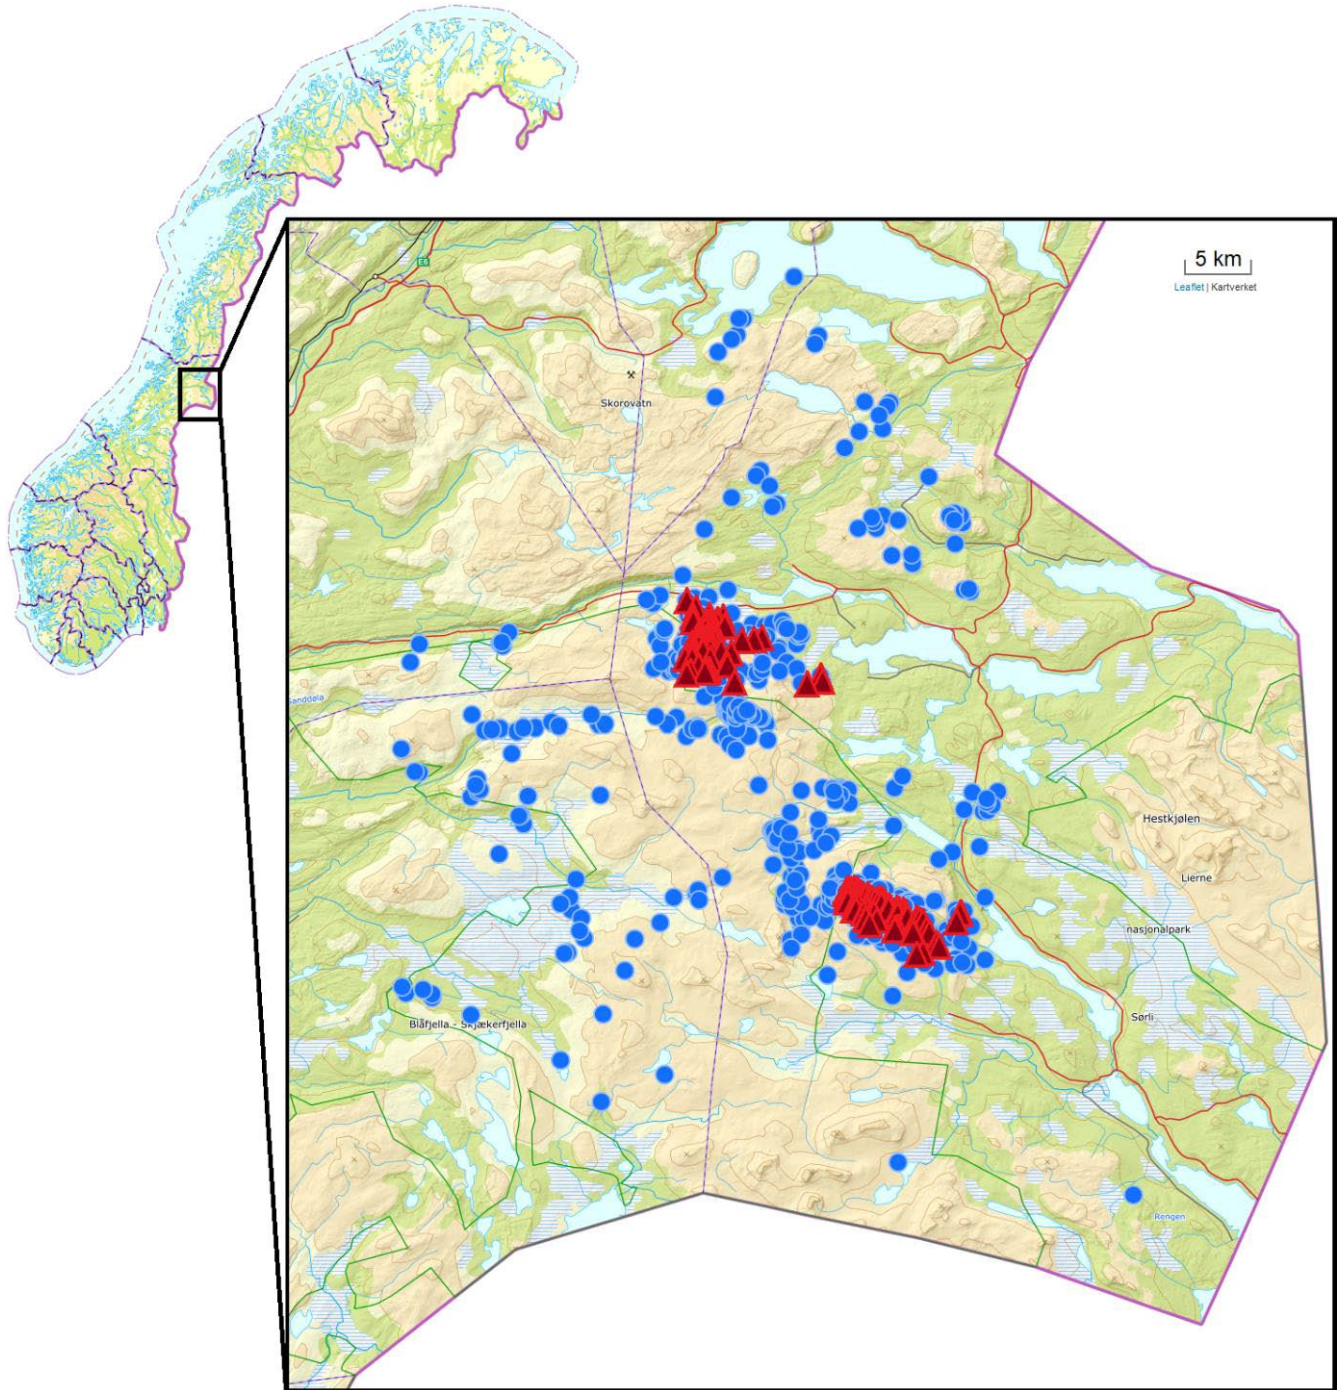 5 km
Leaflet | Kartverket
E6
Skorovatn
Sanddøla
Hestkjølen
Lierne
nasjonalpark
Sørli
Blåfjella - Skjækerfjella
Rengen